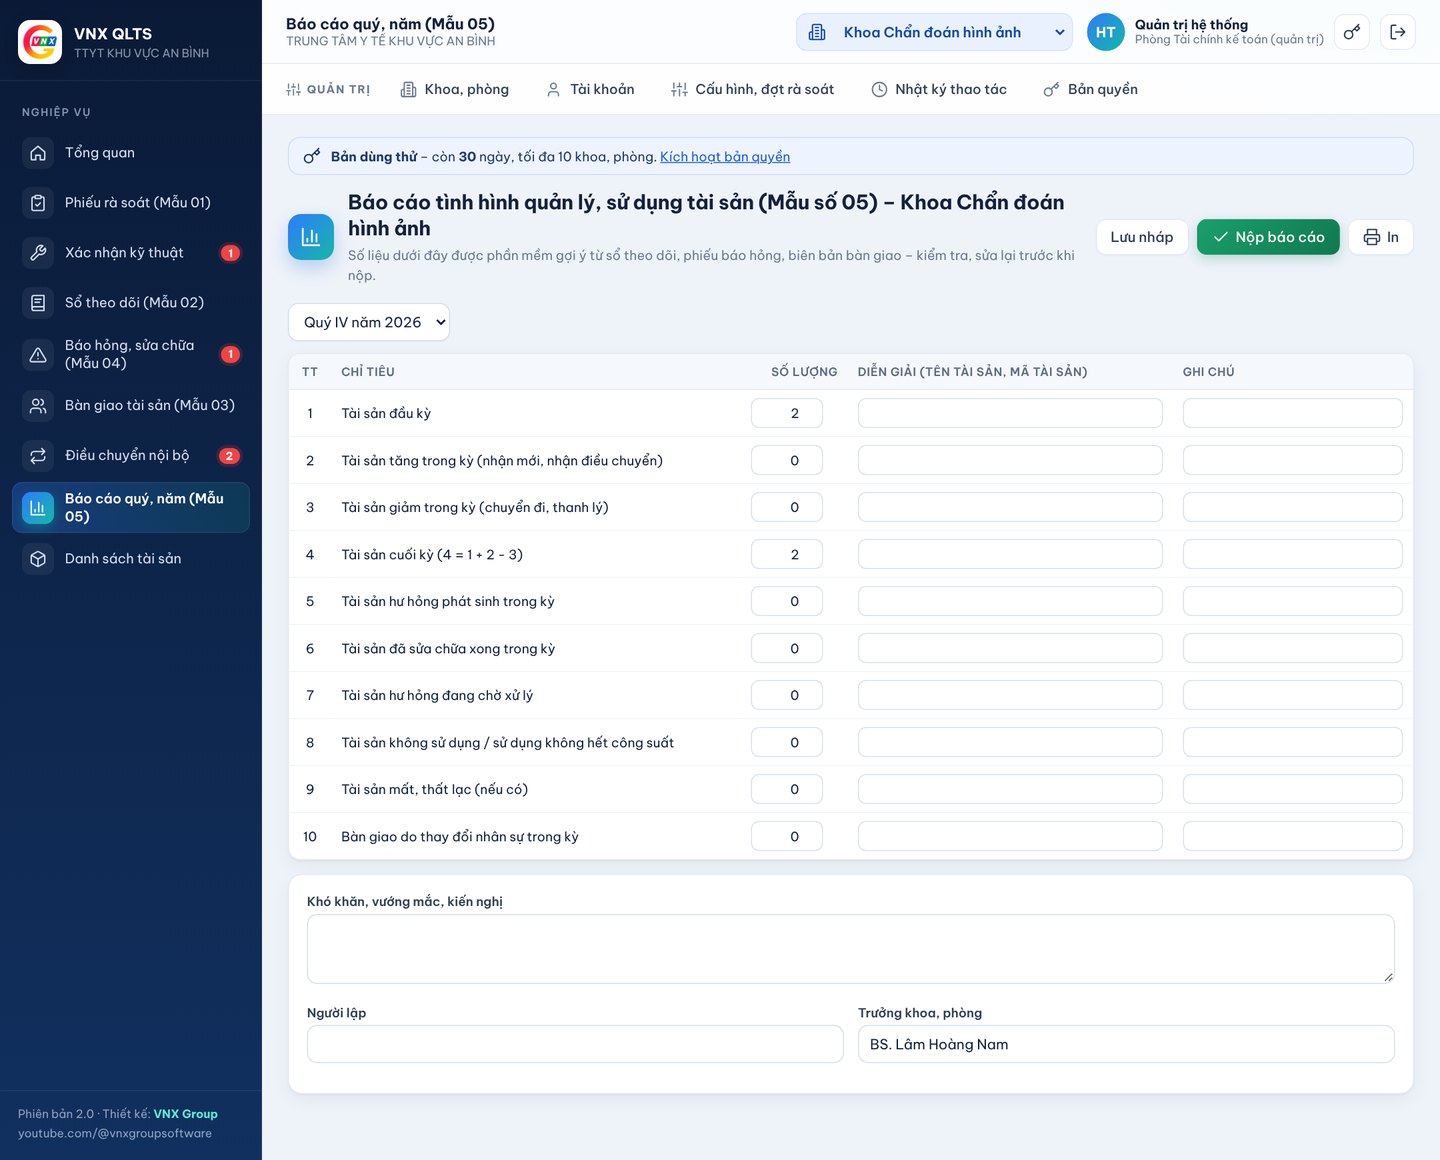 VNX
VNX QLTS
TTYT KHU VỰC AN BÌNH
NGHIỆP VỤ
Tổng quan
Phiếu rà soát (Mẫu 01)
Xác nhận kỹ thuật
1
Sổ theo dõi (Mẫu 02)
Báo hỏng, sửa chữa
(Mẫu 04)
1
Bàn giao tài sản (Mẫu 03)
Điều chuyển nội bộ
2
Báo cáo quý, năm (Mẫu
05)
Danh sách tài sản
Phiên bản 2.0 · Thiết kế: VNX Group
youtube.com/@vnxgroupsoftware
Báo cáo quý, năm (Mẫu 05)
TRUNG TÂM Y TẾ KHU VỰC AN BÌNH
Khoa Chẩn đoán hình ảnh
HT
Quản trị hệ thống
Phòng Tài chính kế toán (quản trị)
QUẢN TRỊ
Khoa, phòng
Tài khoản
Cấu hình, đợt rà soát
Nhật ký thao tác
Bản quyền
Bản dùng thử – còn 30 ngày, tối đa 10 khoa, phòng. Kích hoạt bản quyền
Báo cáo tình hình quản lý, sử dụng tài sản (Mẫu số 05) – Khoa Chẩn đoán
hình ảnh
Số liệu dưới đây được phần mềm gợi ý từ sổ theo dõi, phiếu báo hỏng, biên bản bàn giao – kiểm tra, sửa lại trước khi
nộp.
Lưu nháp
Nộp báo cáo
In
Quý IV năm 2026
TT CHỈ TIÊU SỐ LƯỢNG DIỄN GIẢI (TÊN TÀI SẢN, MÃ TÀI SẢN) GHI CHÚ
1 Tài sản đầu kỳ 2
2 Tài sản tăng trong kỳ (nhận mới, nhận điều chuyển) 0
3 Tài sản giảm trong kỳ (chuyển đi, thanh lý) 0
4 Tài sản cuối kỳ (4 = 1 + 2 - 3) 2
5 Tài sản hư hỏng phát sinh trong kỳ 0
6 Tài sản đã sửa chữa xong trong kỳ 0
7 Tài sản hư hỏng đang chờ xử lý 0
8 Tài sản không sử dụng / sử dụng không hết công suất 0
9 Tài sản mất, thất lạc (nếu có) 0
10 Bàn giao do thay đổi nhân sự trong kỳ 0
Khó khăn, vướng mắc, kiến nghị
Người lập
Trưởng khoa, phòng
BS. Lâm Hoàng Nam